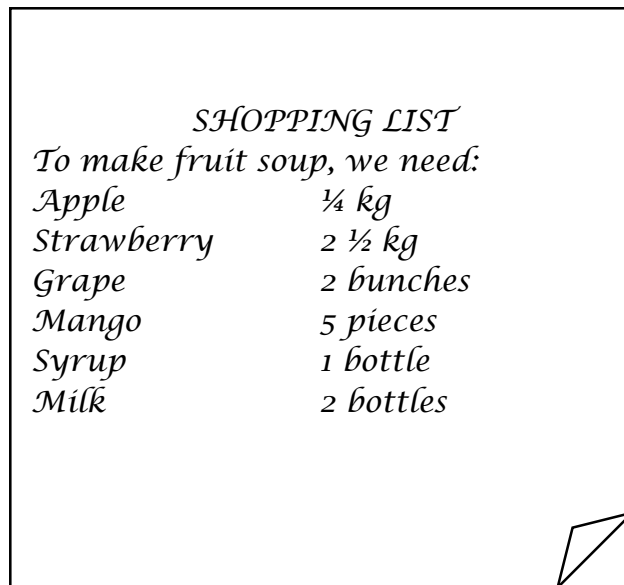 SHOPPING LIST
To make fruit soup, we need:
Apple ¼ kg
Strawberry 2 ½ kg
Grape 2 bunches
Mango 5 pieces
Syrup 1 bottle
Milk 2 bottles